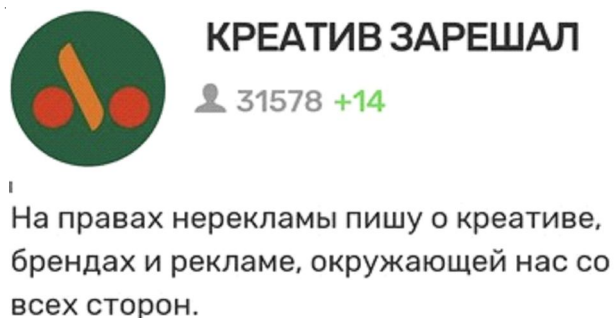 КРЕАТИВ ЗАРЕШАЛ
31578 +14
На правах нерекламы пишу о креативе,
брендах и рекламе, окружающей нас со
всех сторон.